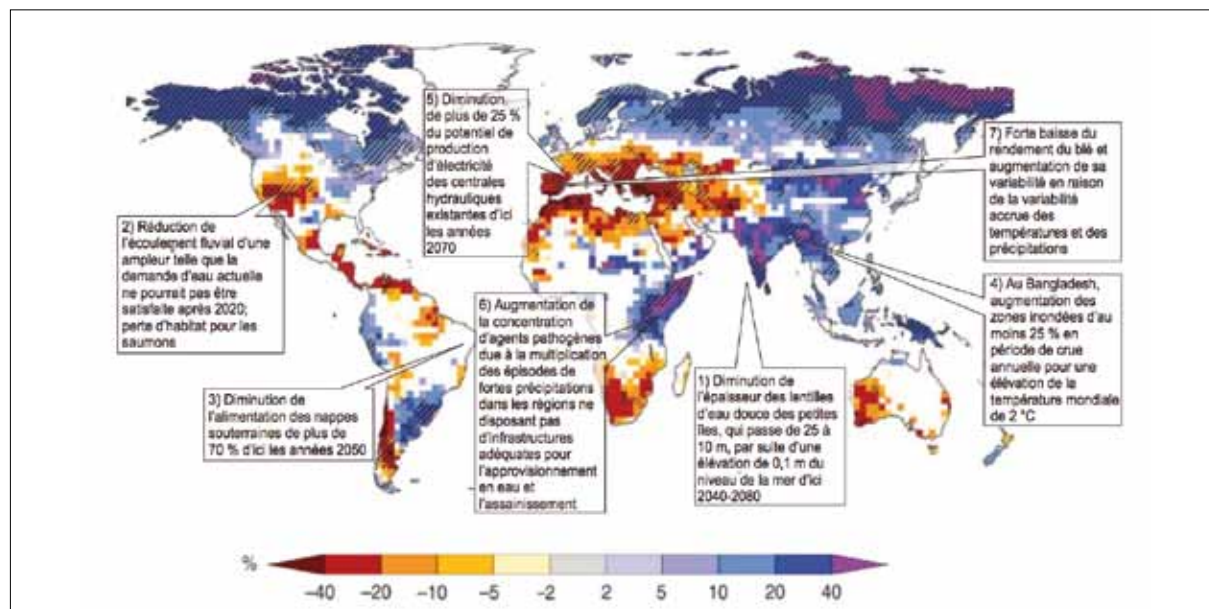 5) Diminution,
de plus de 25 %
du potentiel de
production
d'électricité
des centrales
hydrautiques
existantes d'ici
les années
2070
7) Forte baisse du
rendement du blé et
augmentation de sa
variabilité en raison
de la variabilité
accrue des
températures et des
précipitations
2) Réduction de
l'écoulement fluvial d'une
ampleur telle que la
demande d'eau actuelle
ne pourrait pas être
satisfaite après 2020;
perte d'habitat pour les
saumons
6) Augmentation de
la concentration
d'agents pathogènes
due à la multiplication
des épisodes de
fortes précipitations
dans les régions ne
disposant pas
d'infrastructures
adéquates pour
l'approvisionnement
en eau et
l'assainissement
4) Au Bangladesh,
augmentation des
zones inondées d'au
moins 25 % en
période de crue
annuelle pour une
élévation de la
température mondiale
de 2 °C
3) Diminution de
l'alimentation des nappes
souterraines de plus de
70 % d'ici les années 2050
1) Diminution de
l'épaisseur des lentilles
d'eau douce des petites
îles, qui passe de 25 à
10 m, par suite d'une
élévation de 0,1 m du
niveau de la mer d'ici
2040-2080
%
–40 –20 –10 –5 –2 2 5 10 20 40